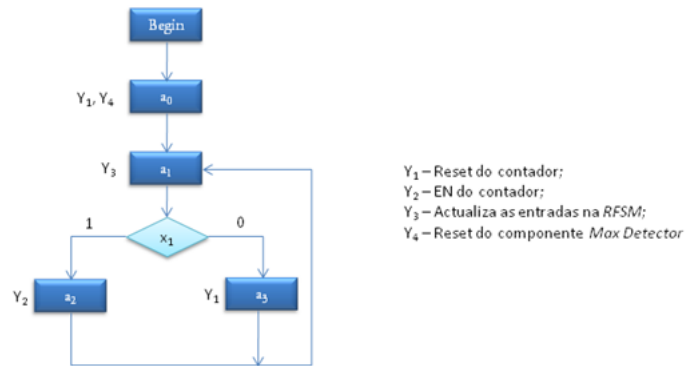 Begin
Y₁, Y₄ a₀
Y₃ a₁
1 x₁ 0
Y₂ a₂
Y₁ a₃
Y₁ – Reset do contador;
Y₂ – EN do contador;
Y₃ – Actualiza as entradas na RFSM;
Y₄ – Reset do componente Max Detector